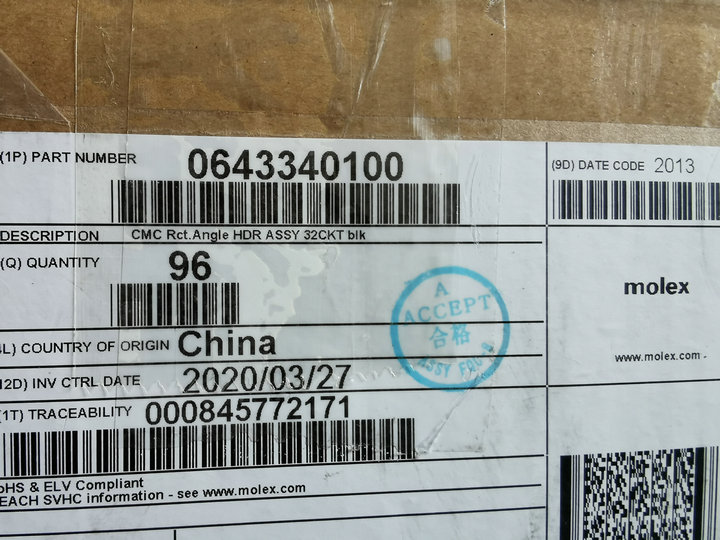 (1P) PART NUMBER 0643340100
(9D) DATE CODE 2013
DESCRIPTION CMC Rct.Angle HDR ASSY 32CKT blk
(Q) QUANTITY 96
molex
A
ACCEPT
合格
ASSY
L) COUNTRY OF ORIGIN China
www.molex.com -
12D) INV CTRL DATE 2020/03/27
(1T) TRACEABILITY 000845772171
oHS & ELV Compliant
EACH SVHC information - see www.molex.com